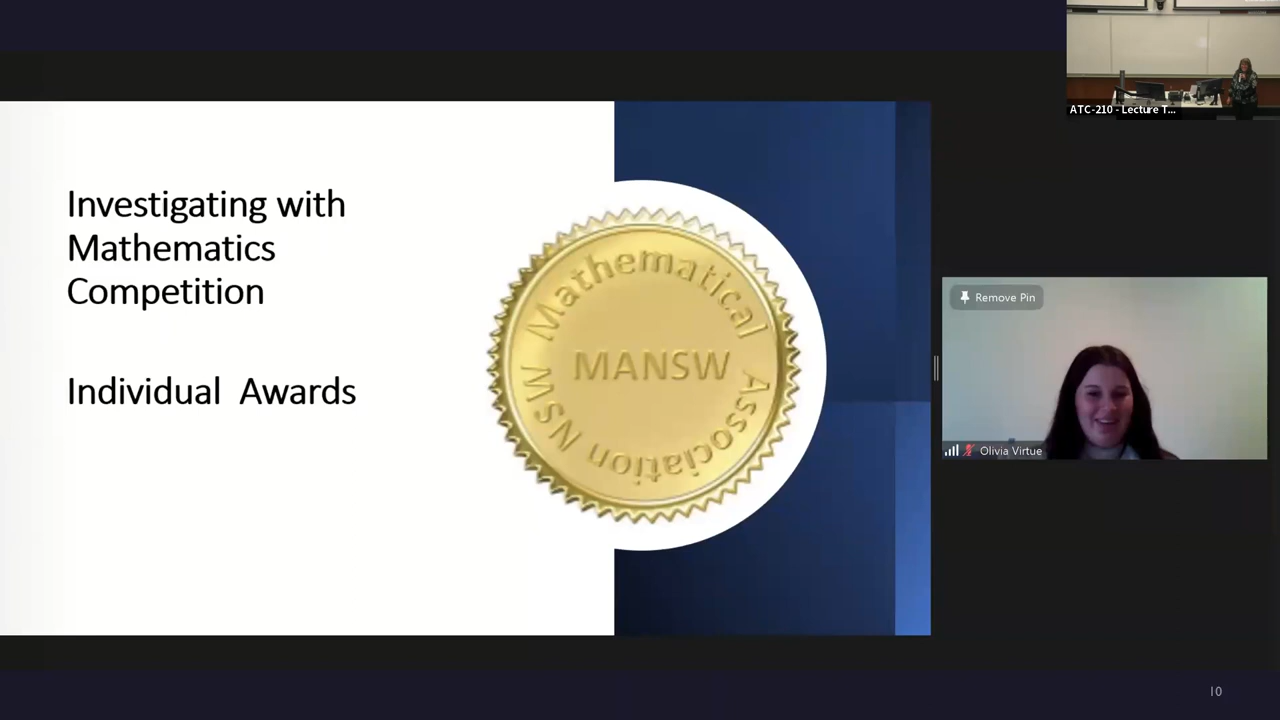 ATC-210 - Lecture T...
Investigating with
Mathematics
Competition
Individual Awards
Mathematical
Association NSW
MANSW
Remove Pin
Olivia Virtue
10